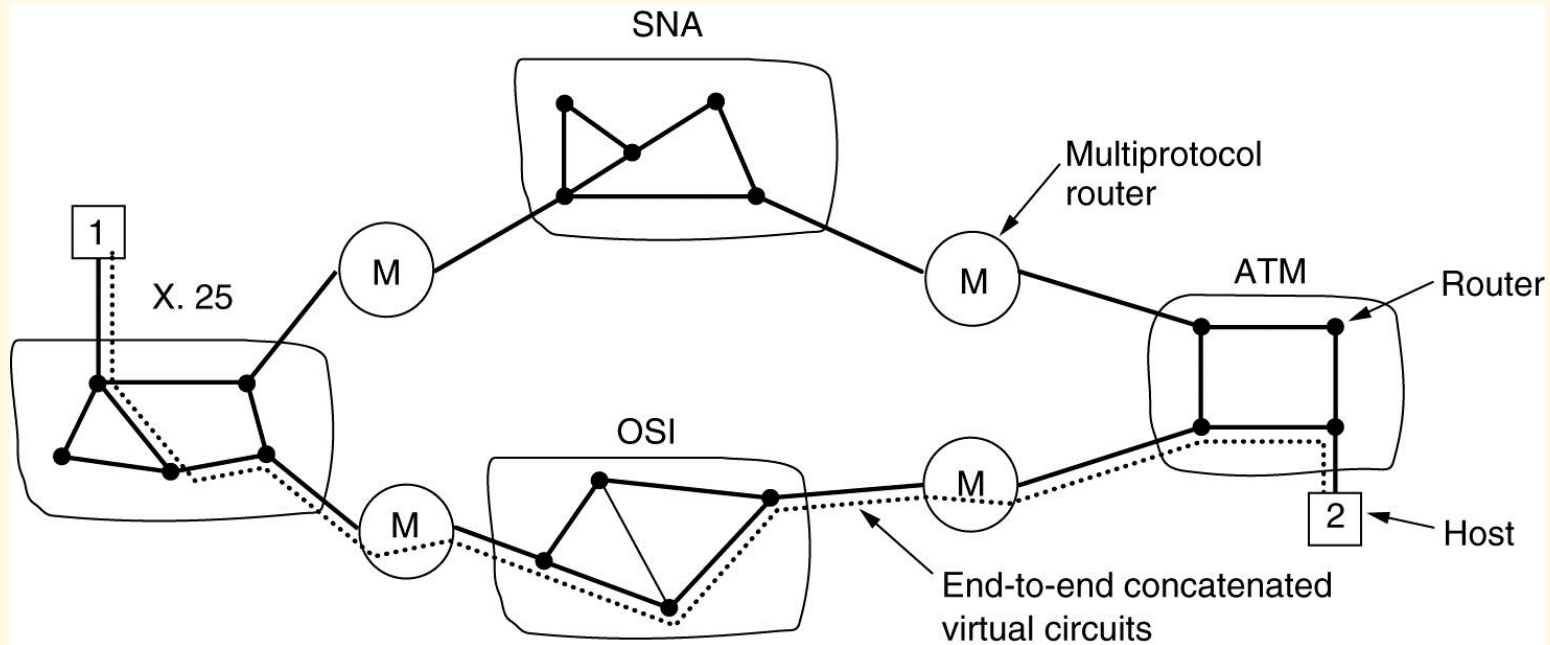 SNA
Multiprotocol
router
1
X. 25
M
M
ATM
Router
OSI
M
M
2
Host
End-to-end concatenated
virtual circuits